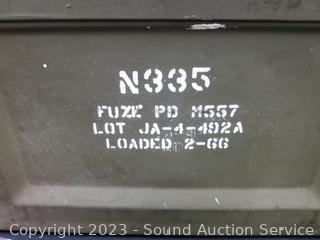 N335
FUZE PD M557
LOT JA-4-492A
LOADED 2-66
Copyright 2023 - Sound Auction Service